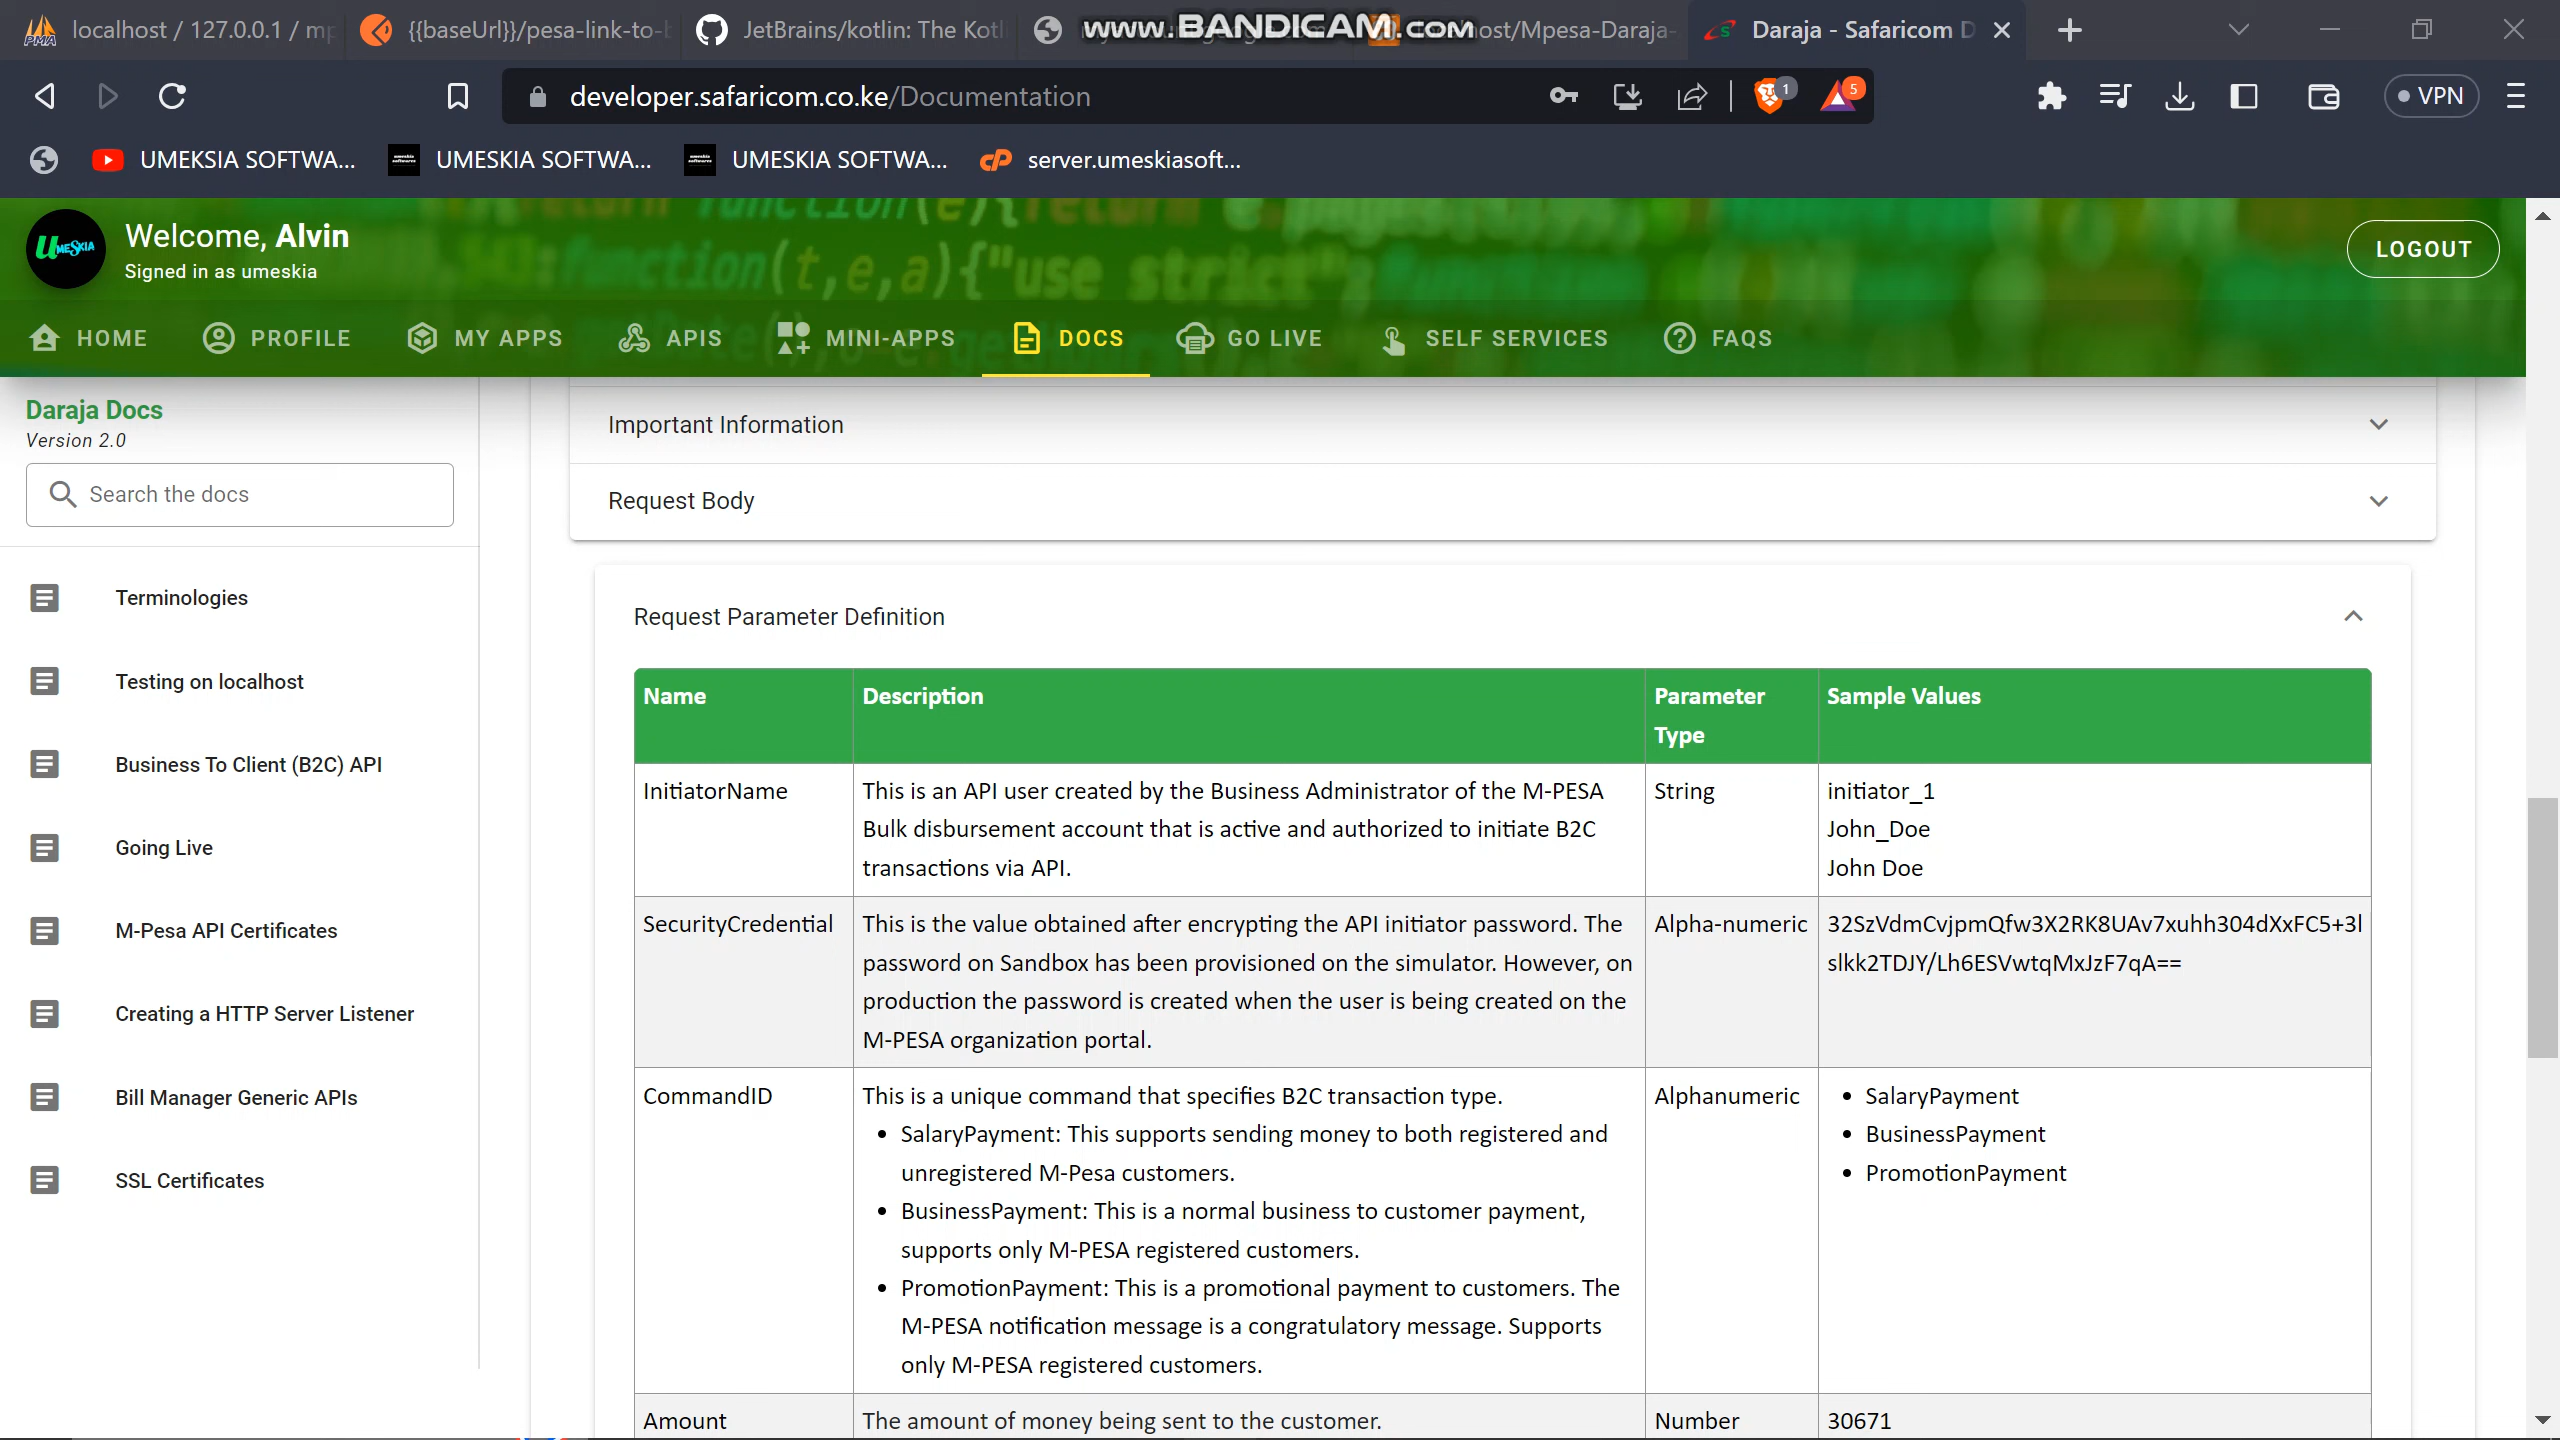 localhost / 127.0.0.1 / mp
{{baseUrl}}/pesa-link-to-b
JetBrains/kotlin: The Kotl
www.BANDICAM.com
host/Mpesa-Daraja-
Daraja - Safaricom D
developer.safaricom.co.ke/Documentation
1
5
VPN
UMEKSIA SOFTWA...
UMESKIA SOFTWA...
UMESKIA SOFTWA...
server.umeskiasoft...
UMESKIA
Welcome, Alvin
Signed in as umeskia
function(e){return
function(t,e,a){"use strict";
LOGOUT
HOME
PROFILE
MY APPS
APIS
MINI-APPS
DOCS
GO LIVE
SELF SERVICES
FAQS
Daraja Docs
Version 2.0
Search the docs
Terminologies
Testing on localhost
Business To Client (B2C) API
Going Live
M-Pesa API Certificates
Creating a HTTP Server Listener
Bill Manager Generic APIs
SSL Certificates
Important Information
Request Body
Request Parameter Definition
Name
Description
Parameter
Type
Sample Values
InitiatorName
This is an API user created by the Business Administrator of the M-PESA
Bulk disbursement account that is active and authorized to initiate B2C
transactions via API.
String
initiator_1
John_Doe
John Doe
SecurityCredential
This is the value obtained after encrypting the API initiator password. The
password on Sandbox has been provisioned on the simulator. However, on
production the password is created when the user is being created on the
M-PESA organization portal.
Alpha-numeric
32SzVdmCvjpmQfw3X2RK8UAv7xuhh304dXxFC5+3l
slkk2TDJY/Lh6ESVwtqMxJzF7qA==
CommandID
This is a unique command that specifies B2C transaction type.
• SalaryPayment: This supports sending money to both registered and
unregistered M-Pesa customers.
• BusinessPayment: This is a normal business to customer payment,
supports only M-PESA registered customers.
• PromotionPayment: This is a promotional payment to customers. The
M-PESA notification message is a congratulatory message. Supports
only M-PESA registered customers.
Alphanumeric
• SalaryPayment
• BusinessPayment
• PromotionPayment
Amount
The amount of money being sent to the customer.
Number
30671